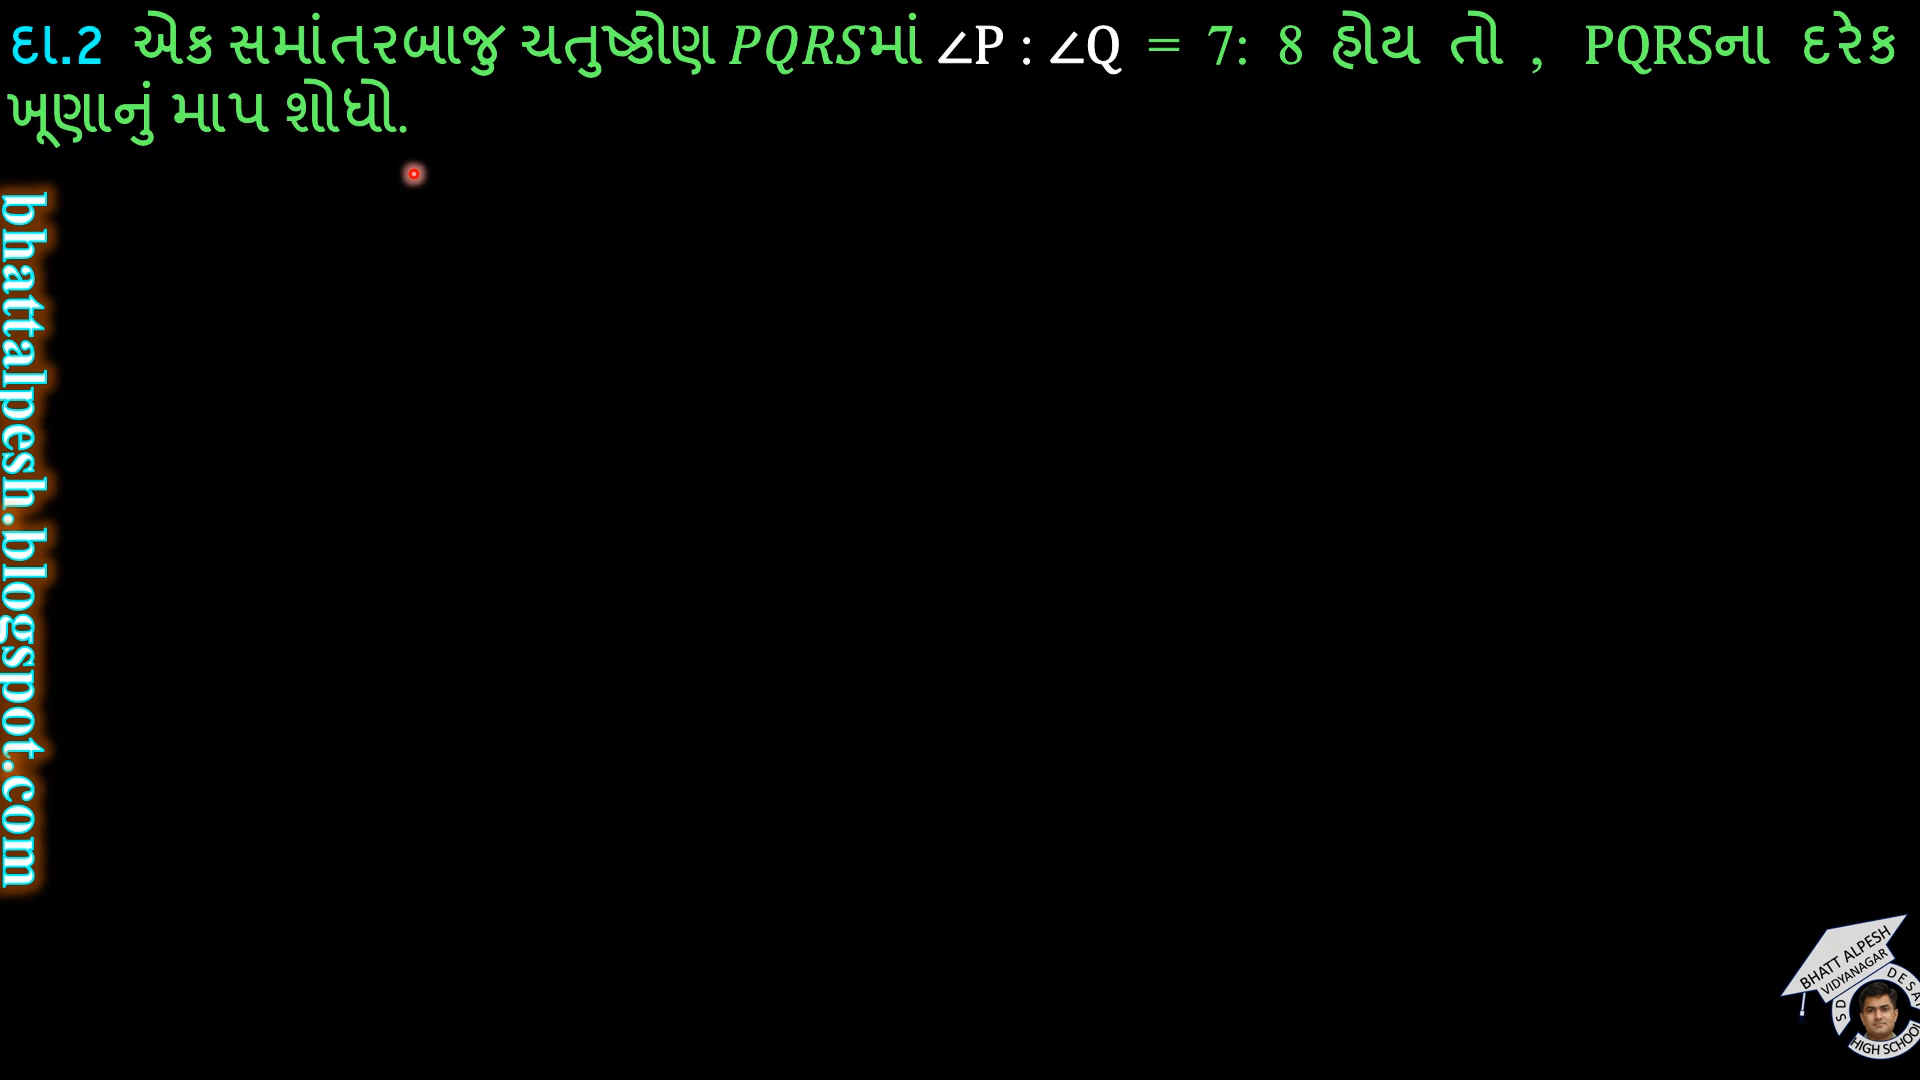 દા.2 એક સમાંતરબાજુ ચતુષ્કોણ PQRSમાં ∠P : ∠Q = 7: 8 હોય તો , PQRSના દરેક
ખૂણાનું માપ શોધો.
bhattalpesh.blogspot.com
BHATT ALPESH
VIDYANAGAR
S D DESAI
HIGH SCHOOL